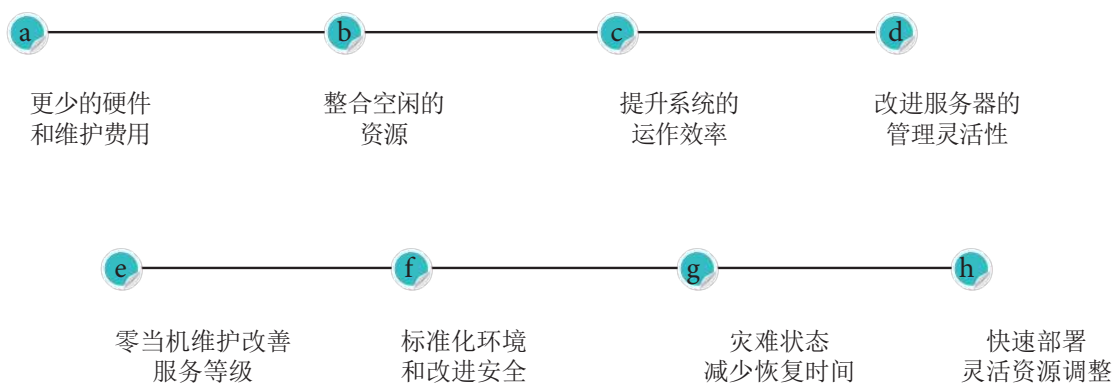 a
b
c
d
更少的硬件
和维护费用
整合空闲的
资源
提升系统的
运作效率
改进服务器的
管理灵活性
e
f
g
h
零当机维护改善
服务等级
标准化环境
和改进安全
灾难状态
减少恢复时间
快速部署
灵活资源调整